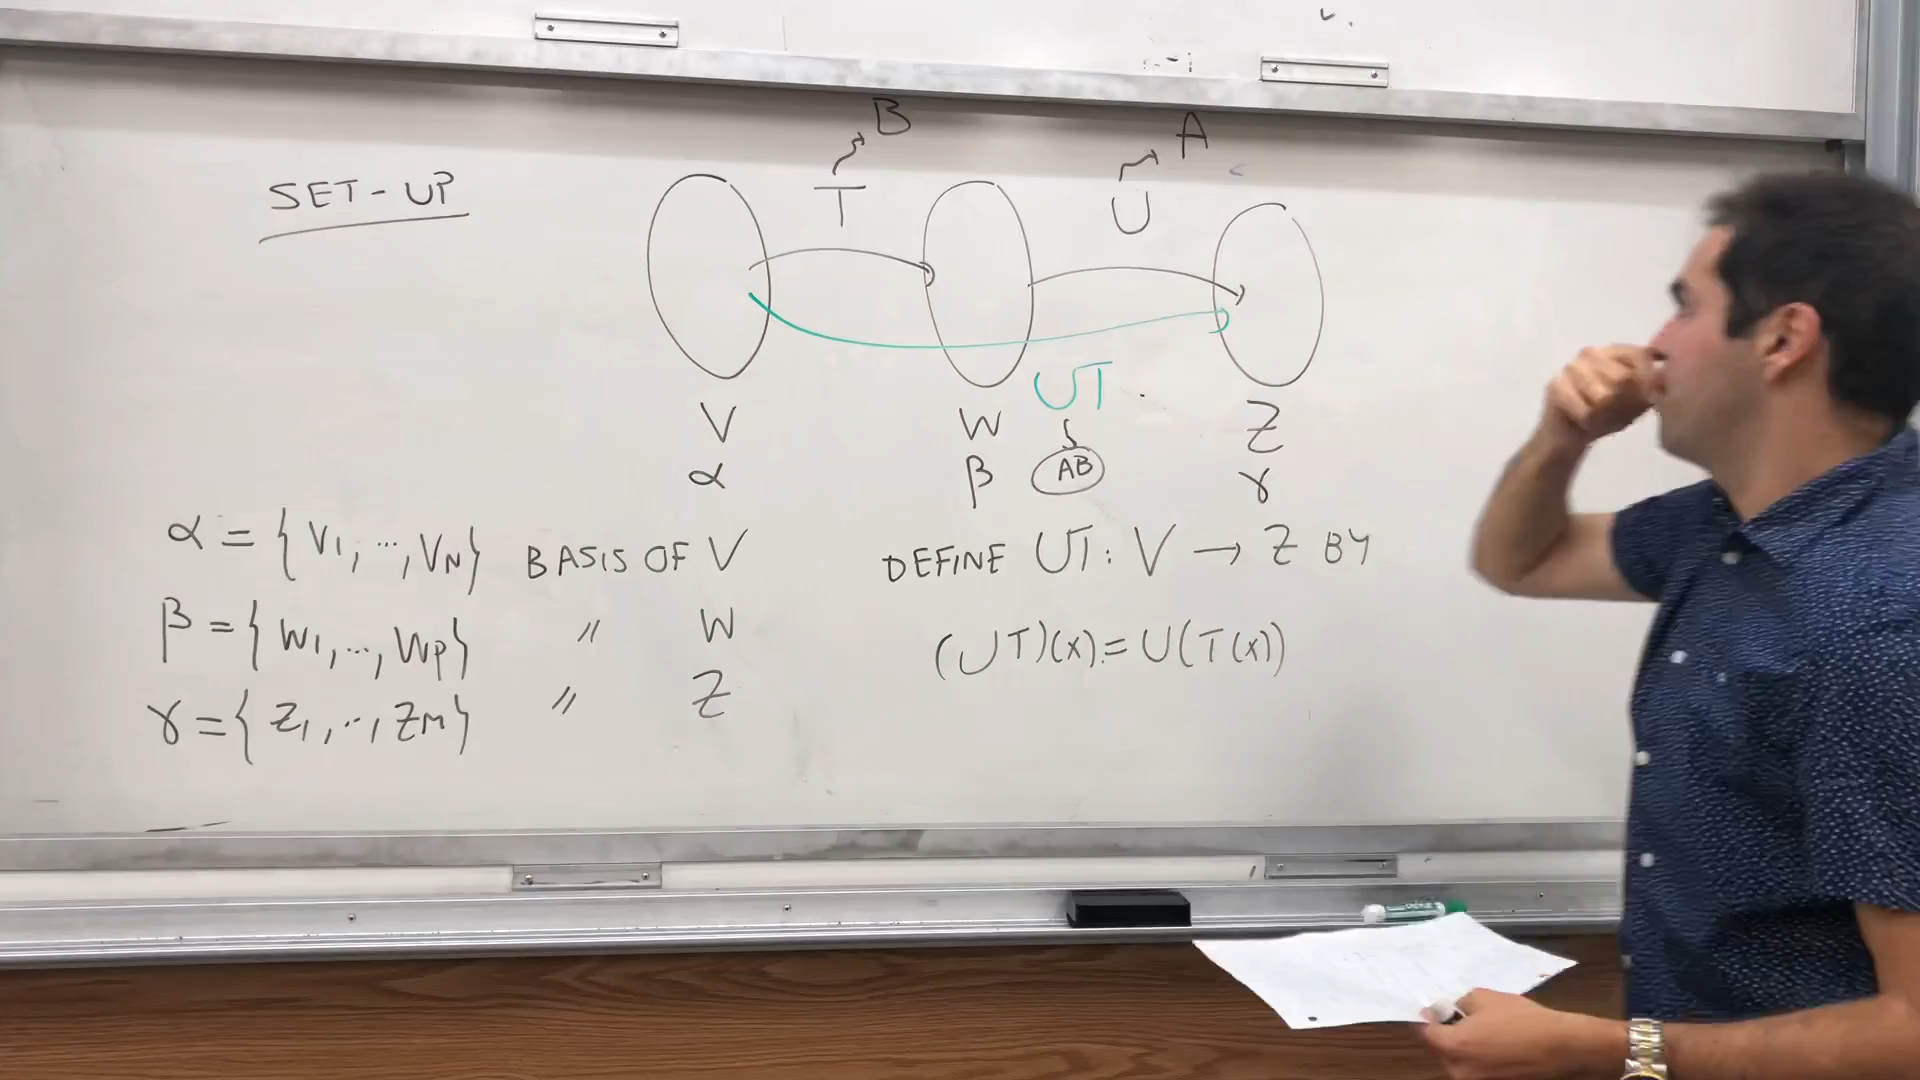 SET-UP
B
A
T
U
UT
V W Z
α β AB γ
α = {V1, ..., VN} BASIS OF V
β = {W1, ..., WP} " W
γ = {Z1, ..., ZM} " Z
DEFINE UT: V → Z BY
(UT)(x) = U(T(x))